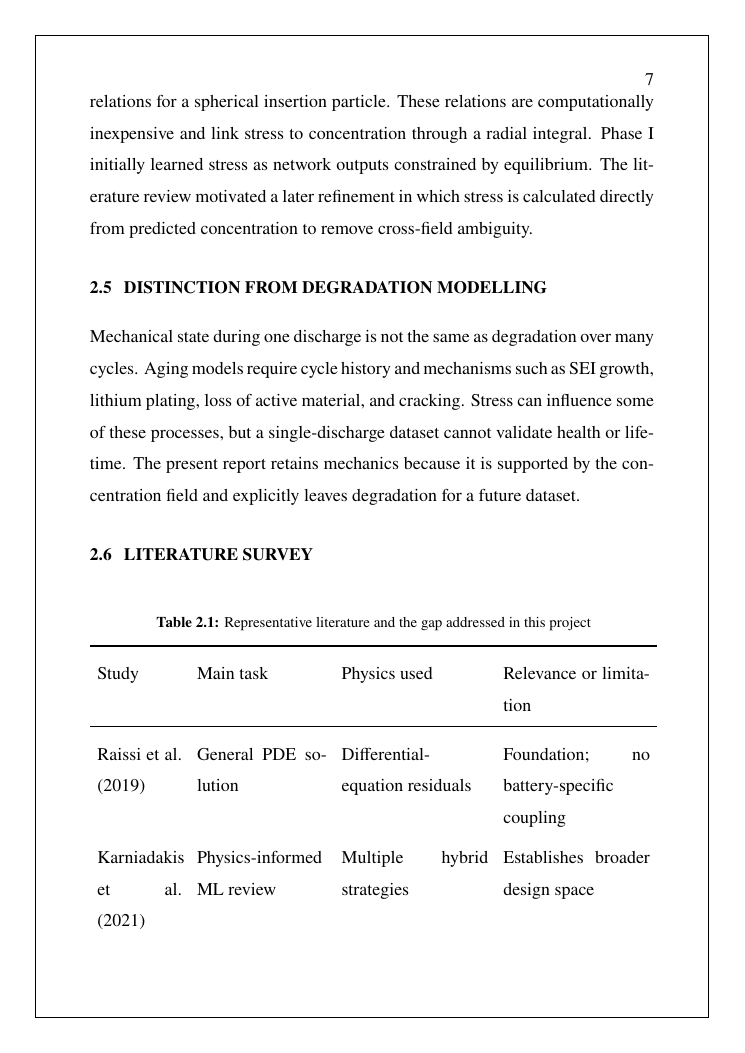 7
relations for a spherical insertion particle. These relations are computationally
inexpensive and link stress to concentration through a radial integral. Phase I
initially learned stress as network outputs constrained by equilibrium. The lit-
erature review motivated a later refinement in which stress is calculated directly
from predicted concentration to remove cross-field ambiguity.
2.5 DISTINCTION FROM DEGRADATION MODELLING
Mechanical state during one discharge is not the same as degradation over many
cycles. Aging models require cycle history and mechanisms such as SEI growth,
lithium plating, loss of active material, and cracking. Stress can influence some
of these processes, but a single-discharge dataset cannot validate health or life-
time. The present report retains mechanics because it is supported by the con-
centration field and explicitly leaves degradation for a future dataset.
2.6 LITERATURE SURVEY
Table 2.1: Representative literature and the gap addressed in this project
Study Main task Physics used Relevance or limita-
tion
Raissi et al. General PDE so- Differential- Foundation; no
(2019) lution equation residuals battery-specific
coupling
Karniadakis Physics-informed Multiple hybrid Establishes broader
et al. ML review strategies design space
(2021)